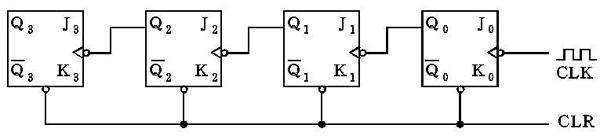 Q₃ J₃ Q₂ J₂ Q₁ J₁ Q₀ J₀
Q̅₃ K₃ Q̅₂ K₂ Q̅₁ K₁ Q̅₀ K₀
CLK
CLR